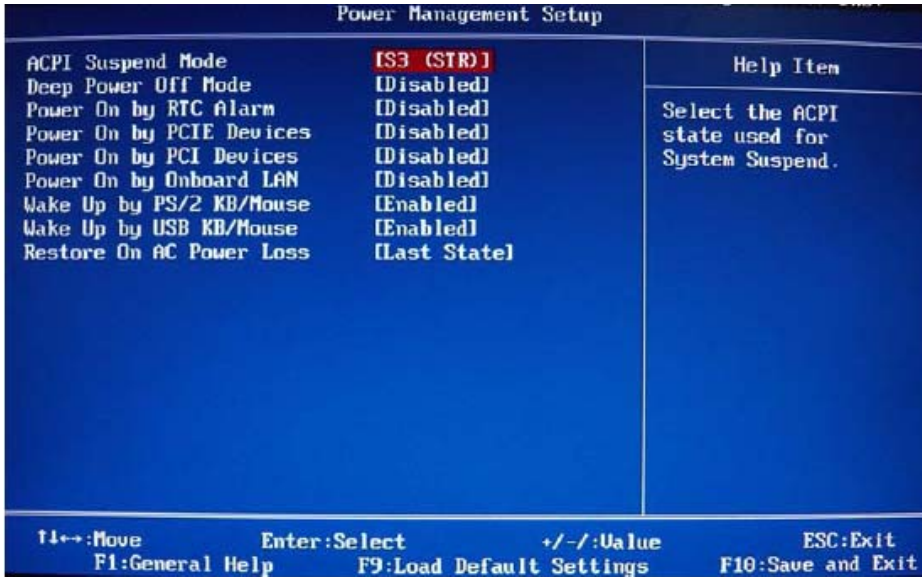 Power Management Setup
ACPI Suspend Mode [S3 (STR)]
Deep Power Off Mode [Disabled]
Power On by RTC Alarm [Disabled]
Power On by PCIE Devices [Disabled]
Power On by PCI Devices [Disabled]
Power On by Onboard LAN [Disabled]
Wake Up by PS/2 KB/Mouse [Enabled]
Wake Up by USB KB/Mouse [Enabled]
Restore On AC Power Loss [Last State]
Help Item
Select the ACPI
state used for
System Suspend.
↑↓←→:Move Enter:Select +/-/:Value ESC:Exit
F1:General Help F9:Load Default Settings F10:Save and Exit